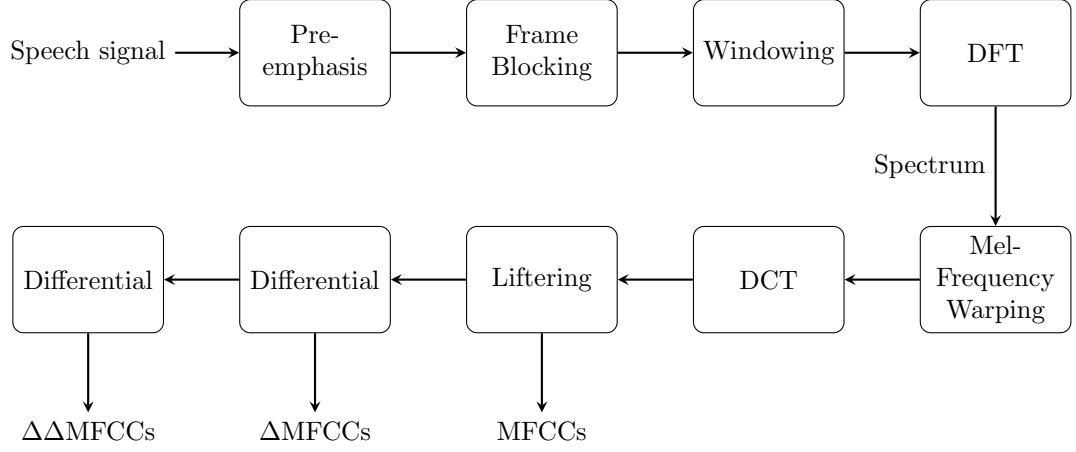 Speech signal
Pre-
emphasis
Frame
Blocking
Windowing
DFT
Spectrum
Differential
Differential
Liftering
DCT
Mel-
Frequency
Warping
ΔΔMFCCs
ΔMFCCs
MFCCs